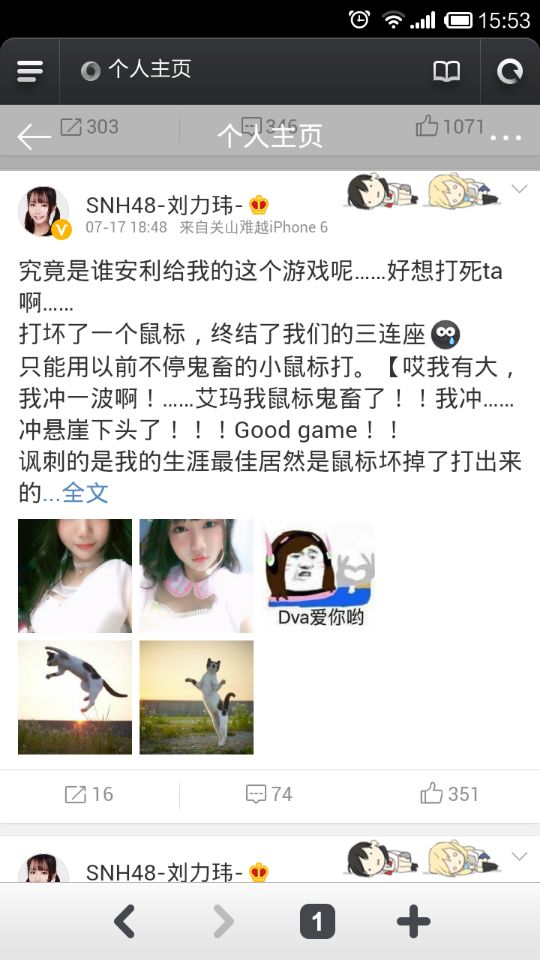 15:53
个人主页
303
346
1071
个人主页
SNH48-刘力玮-
07-17 18:48 来自关山难越iPhone 6
究竟是谁安利给我的这个游戏呢……好想打死ta
啊……
打坏了一个鼠标，终结了我们的三连座
只能用以前不停鬼畜的小鼠标打。【哎我有大，
我冲一波啊！……艾玛我鼠标鬼畜了！！我冲……
冲悬崖下头了！！！Good game！！
讽刺的是我的生涯最佳居然是鼠标坏掉了打出来
的...全文
Dva爱你哟
16
74
351
SNH48-刘力玮-
1